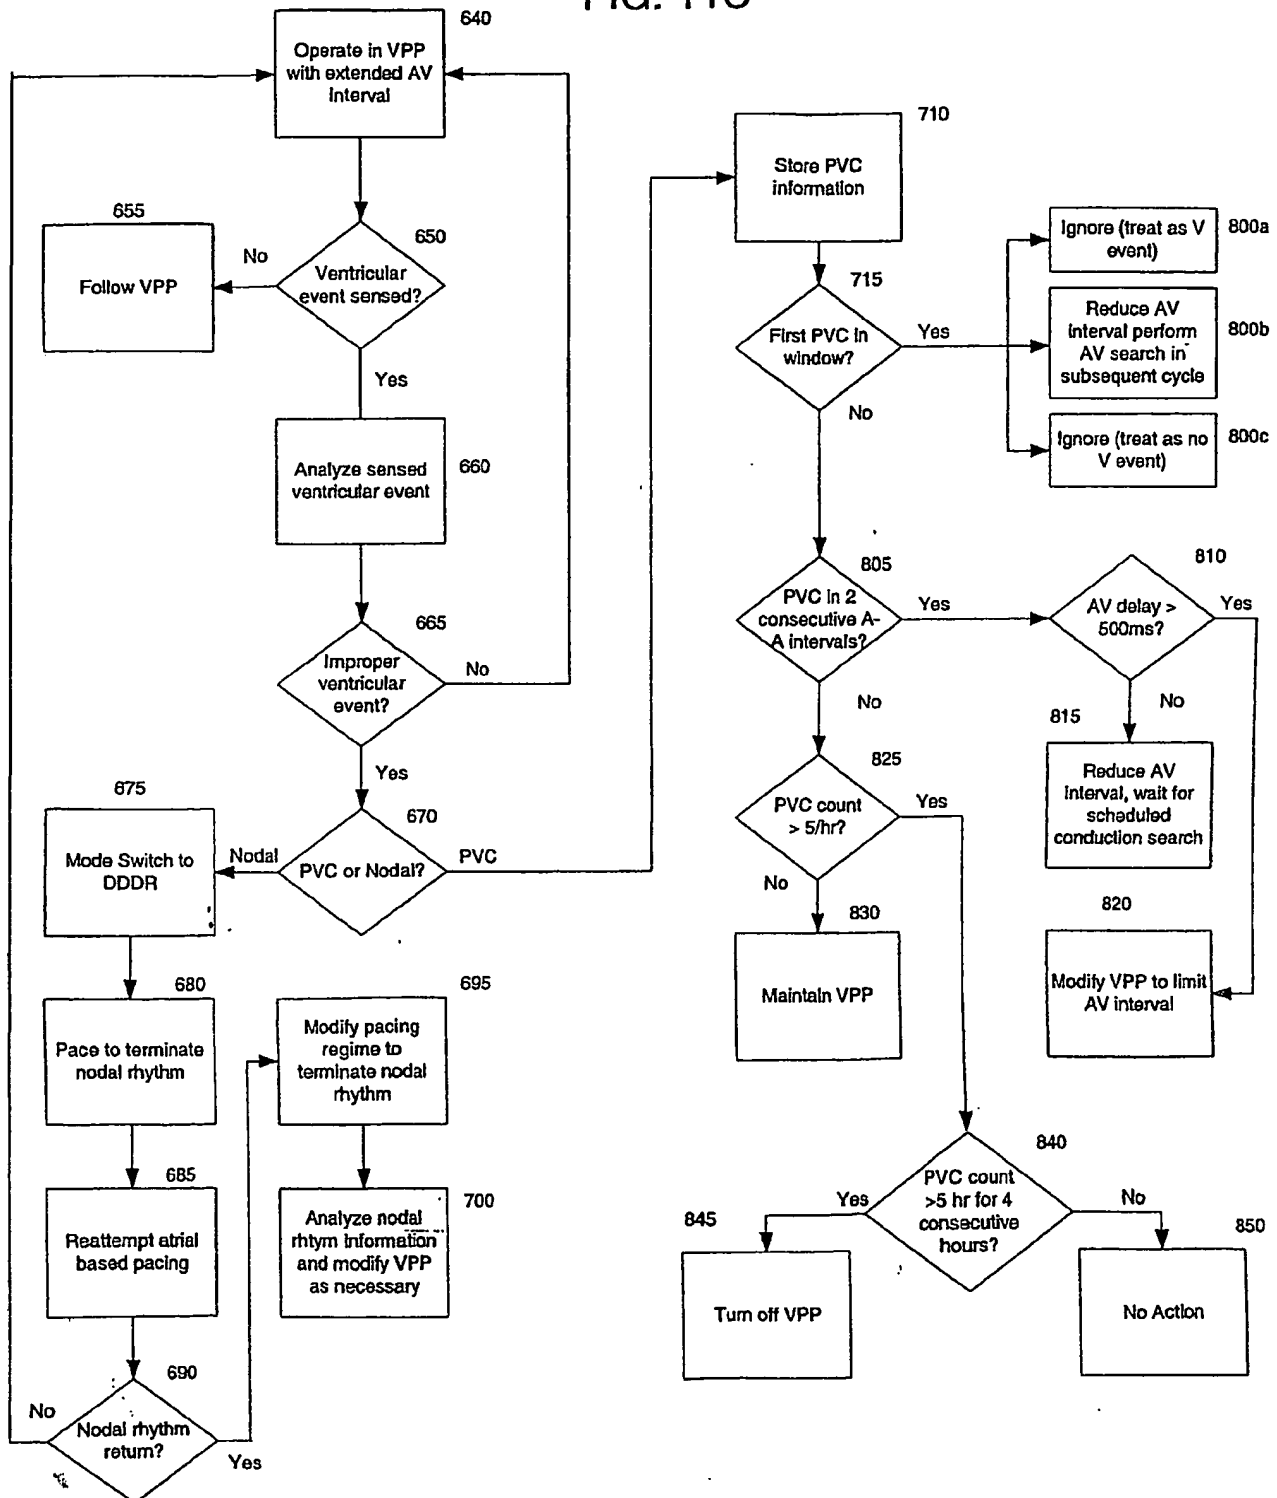 640
Operate in VPP
with extended AV
Interval
655
Follow VPP
No
650
Ventricular
event sensed?
Yes
Analyze sensed
ventricular event
660
665
Improper
ventricular
event?
No
Yes
675
Mode Switch to
DDDR
Nodal
670
PVC or Nodal?
PVC
680
Pace to terminate
nodal rhythm
695
Modify pacing
regime to
terminate nodal
rhythm
685
Reattempt atrial
based pacing
700
Analyze nodal
rhtym information
and modify VPP
as necessary
690
Nodal rhythm
return?
No
Yes
710
Store PVC
information
715
First PVC in
window?
Yes
No
Ignore (treat as V
event)
800a
Reduce AV
interval perform
AV search in
subsequent cycle
800b
Ignore (treat as no
V event)
800c
805
PVC in 2
consecutive A-
A intervals?
Yes
No
810
AV delay >
500ms?
Yes
No
815
Reduce AV
interval, wait for
scheduled
conduction search
820
Modify VPP to limit
AV interval
825
PVC count
> 5/hr?
Yes
No
830
Maintain VPP
840
PVC count
>5 hr for 4
consecutive
hours?
Yes
No
845
Turn off VPP
850
No Action